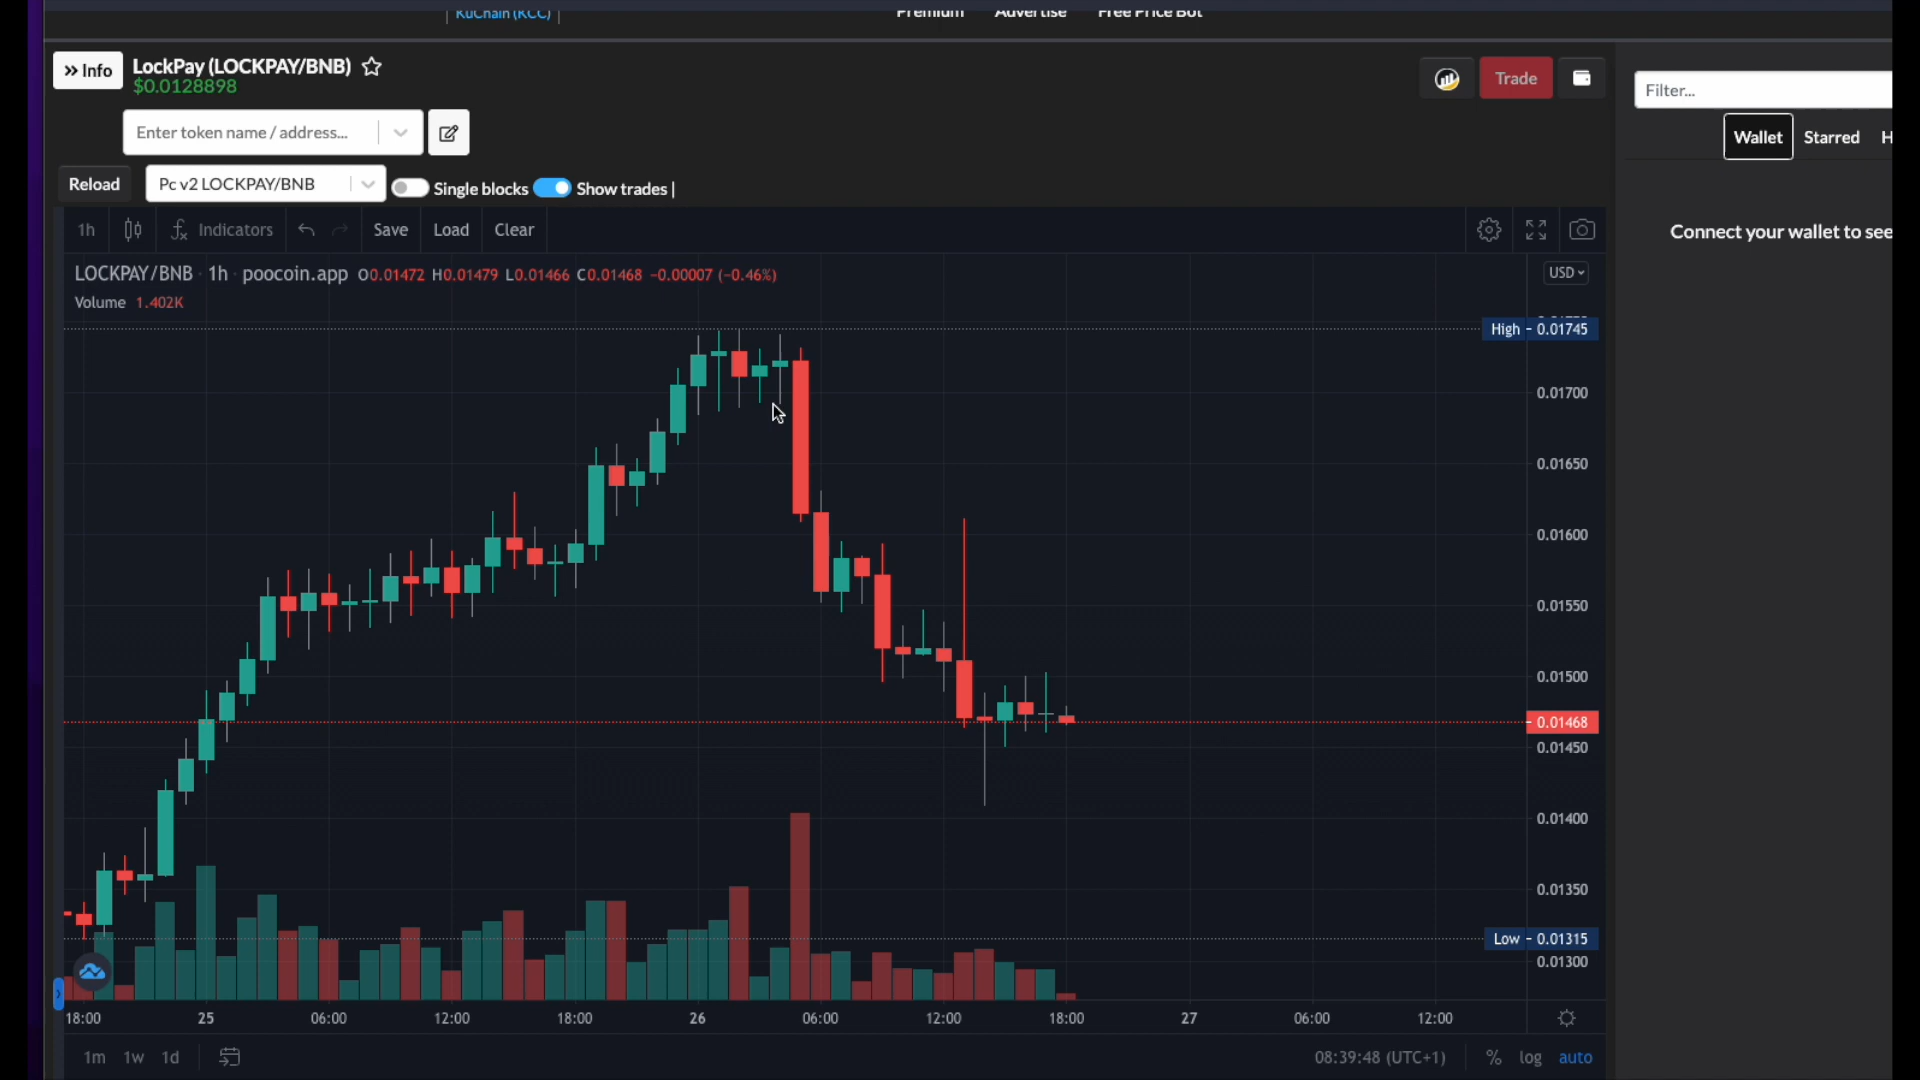 KuChain (KCC) Premium Advertise Free Price Bot
Info
LockPay (LOCKPAY/BNB)
$0.0128898
Trade
Filter...
Enter token name / address...
Wallet Starred H
Reload Pc v2 LOCKPAY/BNB Single blocks Show trades |
1h Indicators Save Load Clear
Connect your wallet to see
LOCKPAY/BNB · 1h · poocoin.app O0.01472 H0.01479 L0.01466 C0.01468 −0.00007 (−0.46%)
USD
Volume 1.402K
High - 0.01745
0.01700
0.01650
0.01600
0.01550
0.01500
0.01468
0.01450
0.01400
0.01350
Low - 0.01315
0.01300
18:00 25 06:00 12:00 18:00 26 06:00 12:00 18:00 27 06:00 12:00
1m 1w 1d 08:39:48 (UTC+1) % log auto